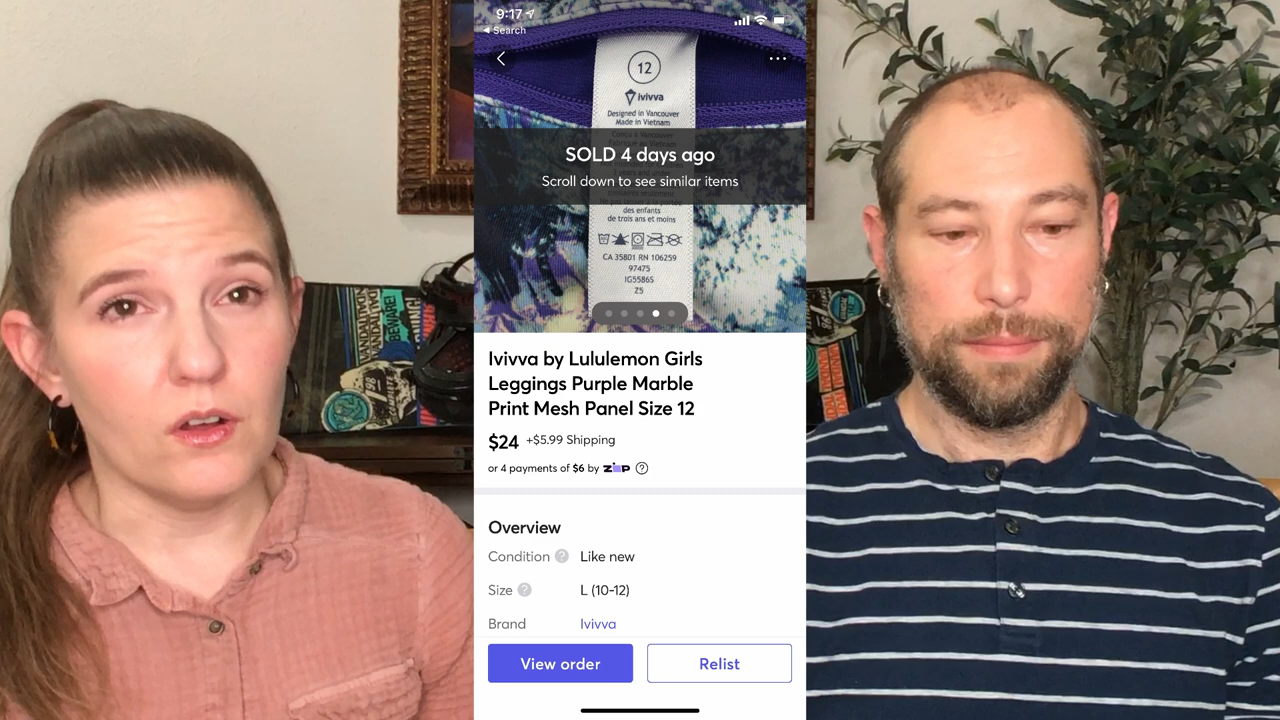 9:17
Search
12
ivivva
Designed in Vancouver
Made in Vietnam
SOLD 4 days ago
Scroll down to see similar items
des enfants
de trois ans et moins
CA 35801 RN 106259
97475
IG5586S
Z5
Ivivva by Lululemon Girls
Leggings Purple Marble
Print Mesh Panel Size 12
$24 +$5.99 Shipping
or 4 payments of $6 by ZIP ?
Overview
Condition ? Like new
Size ? L (10-12)
Brand Ivivva
View order Relist
BEWARE!